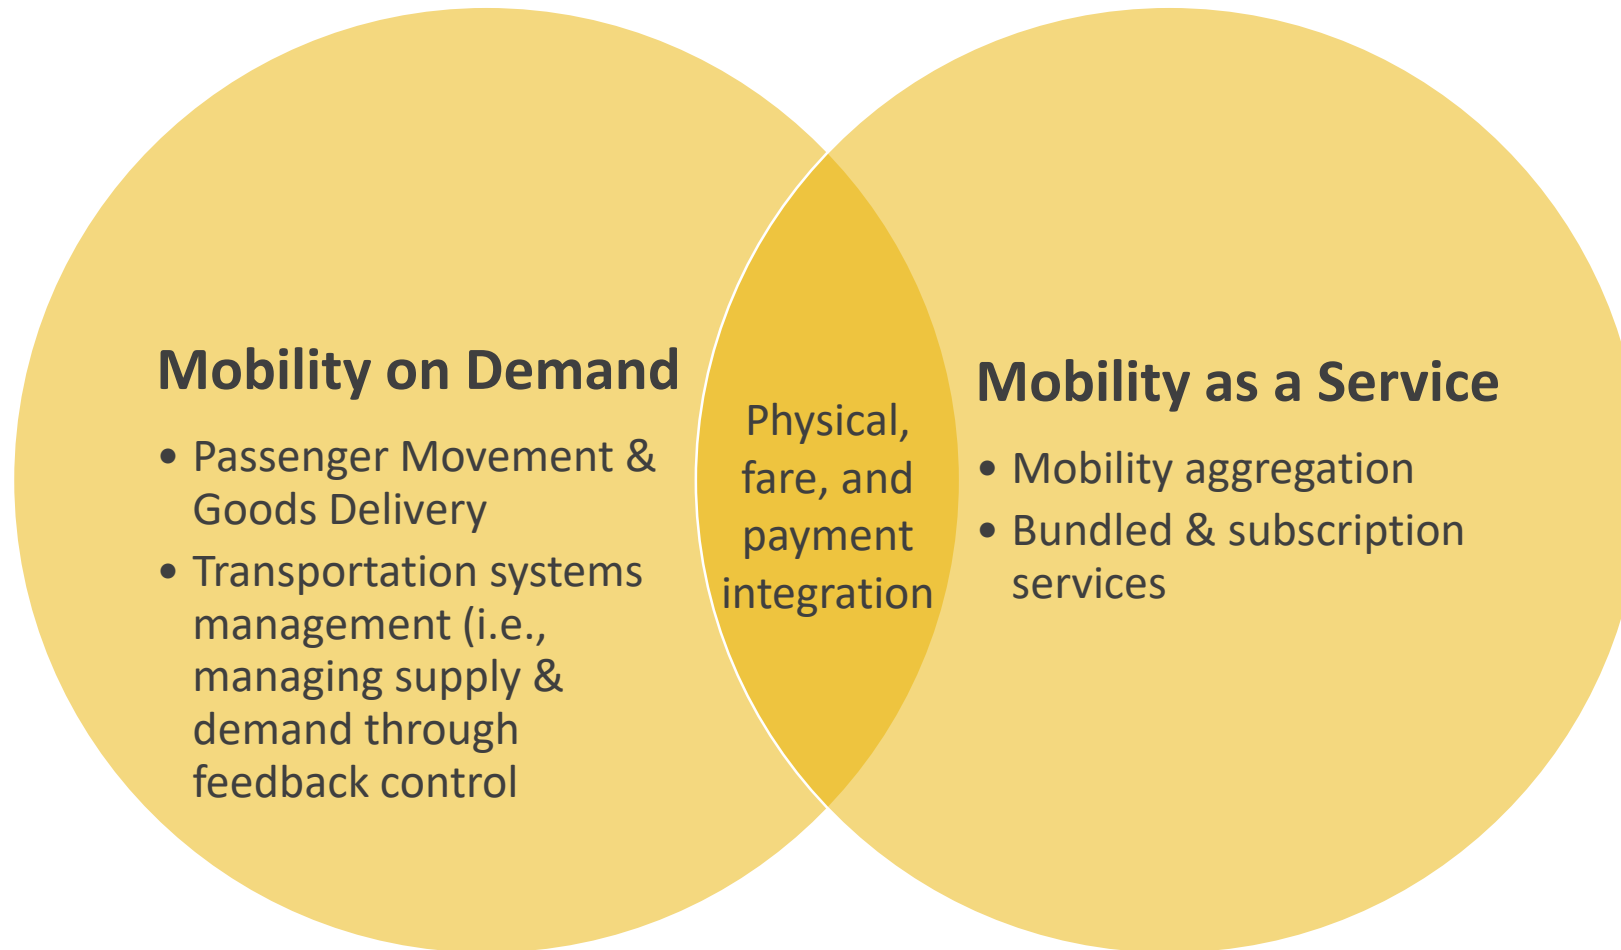 Mobility on Demand
• Passenger Movement &
Goods Delivery
• Transportation systems
management (i.e.,
managing supply &
demand through
feedback control
Physical,
fare, and
payment
integration
Mobility as a Service
• Mobility aggregation
• Bundled & subscription
services